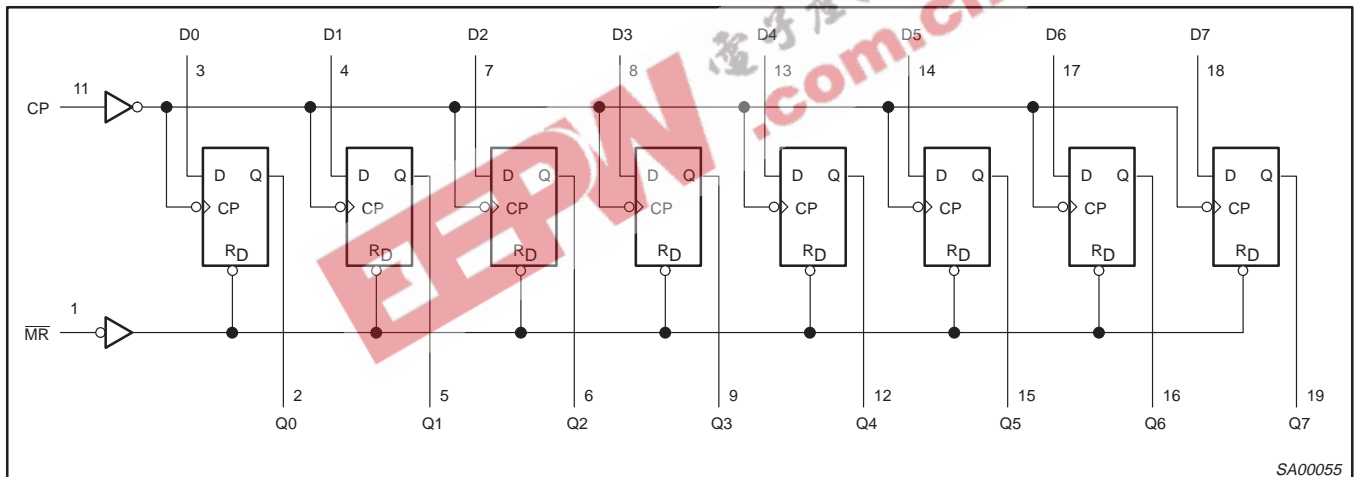 D0 D1 D2 D3 D4 D5 D6 D7
3 4 7 8 13 14 17 18
CP 11
D Q D Q D Q D Q D Q D Q D Q D Q
CP CP CP CP CP CP CP CP
RD RD RD RD RD RD RD RD
MR 1
2 5 6 9 12 15 16 19
Q0 Q1 Q2 Q3 Q4 Q5 Q6 Q7
SA00055
EEPW
.com.cn